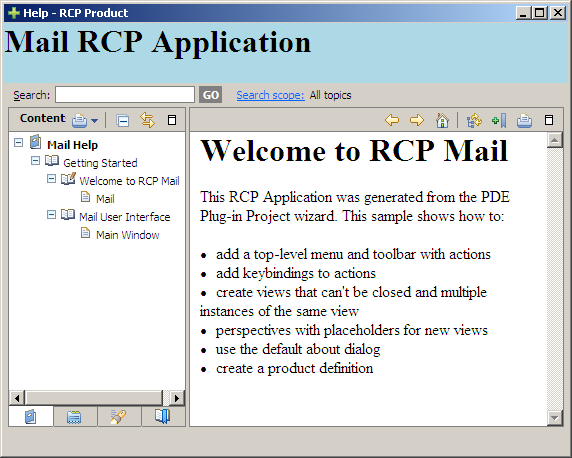 Help - RCP Product
Mail RCP Application
Search:
GO
Search scope: All topics
Content
Mail Help
Getting Started
Welcome to RCP Mail
Mail
Mail User Interface
Main Window
Welcome to RCP Mail
This RCP Application was generated from the PDE
Plug-in Project wizard. This sample shows how to:
• add a top-level menu and toolbar with actions
• add keybindings to actions
• create views that can't be closed and multiple
instances of the same view
• perspectives with placeholders for new views
• use the default about dialog
• create a product definition